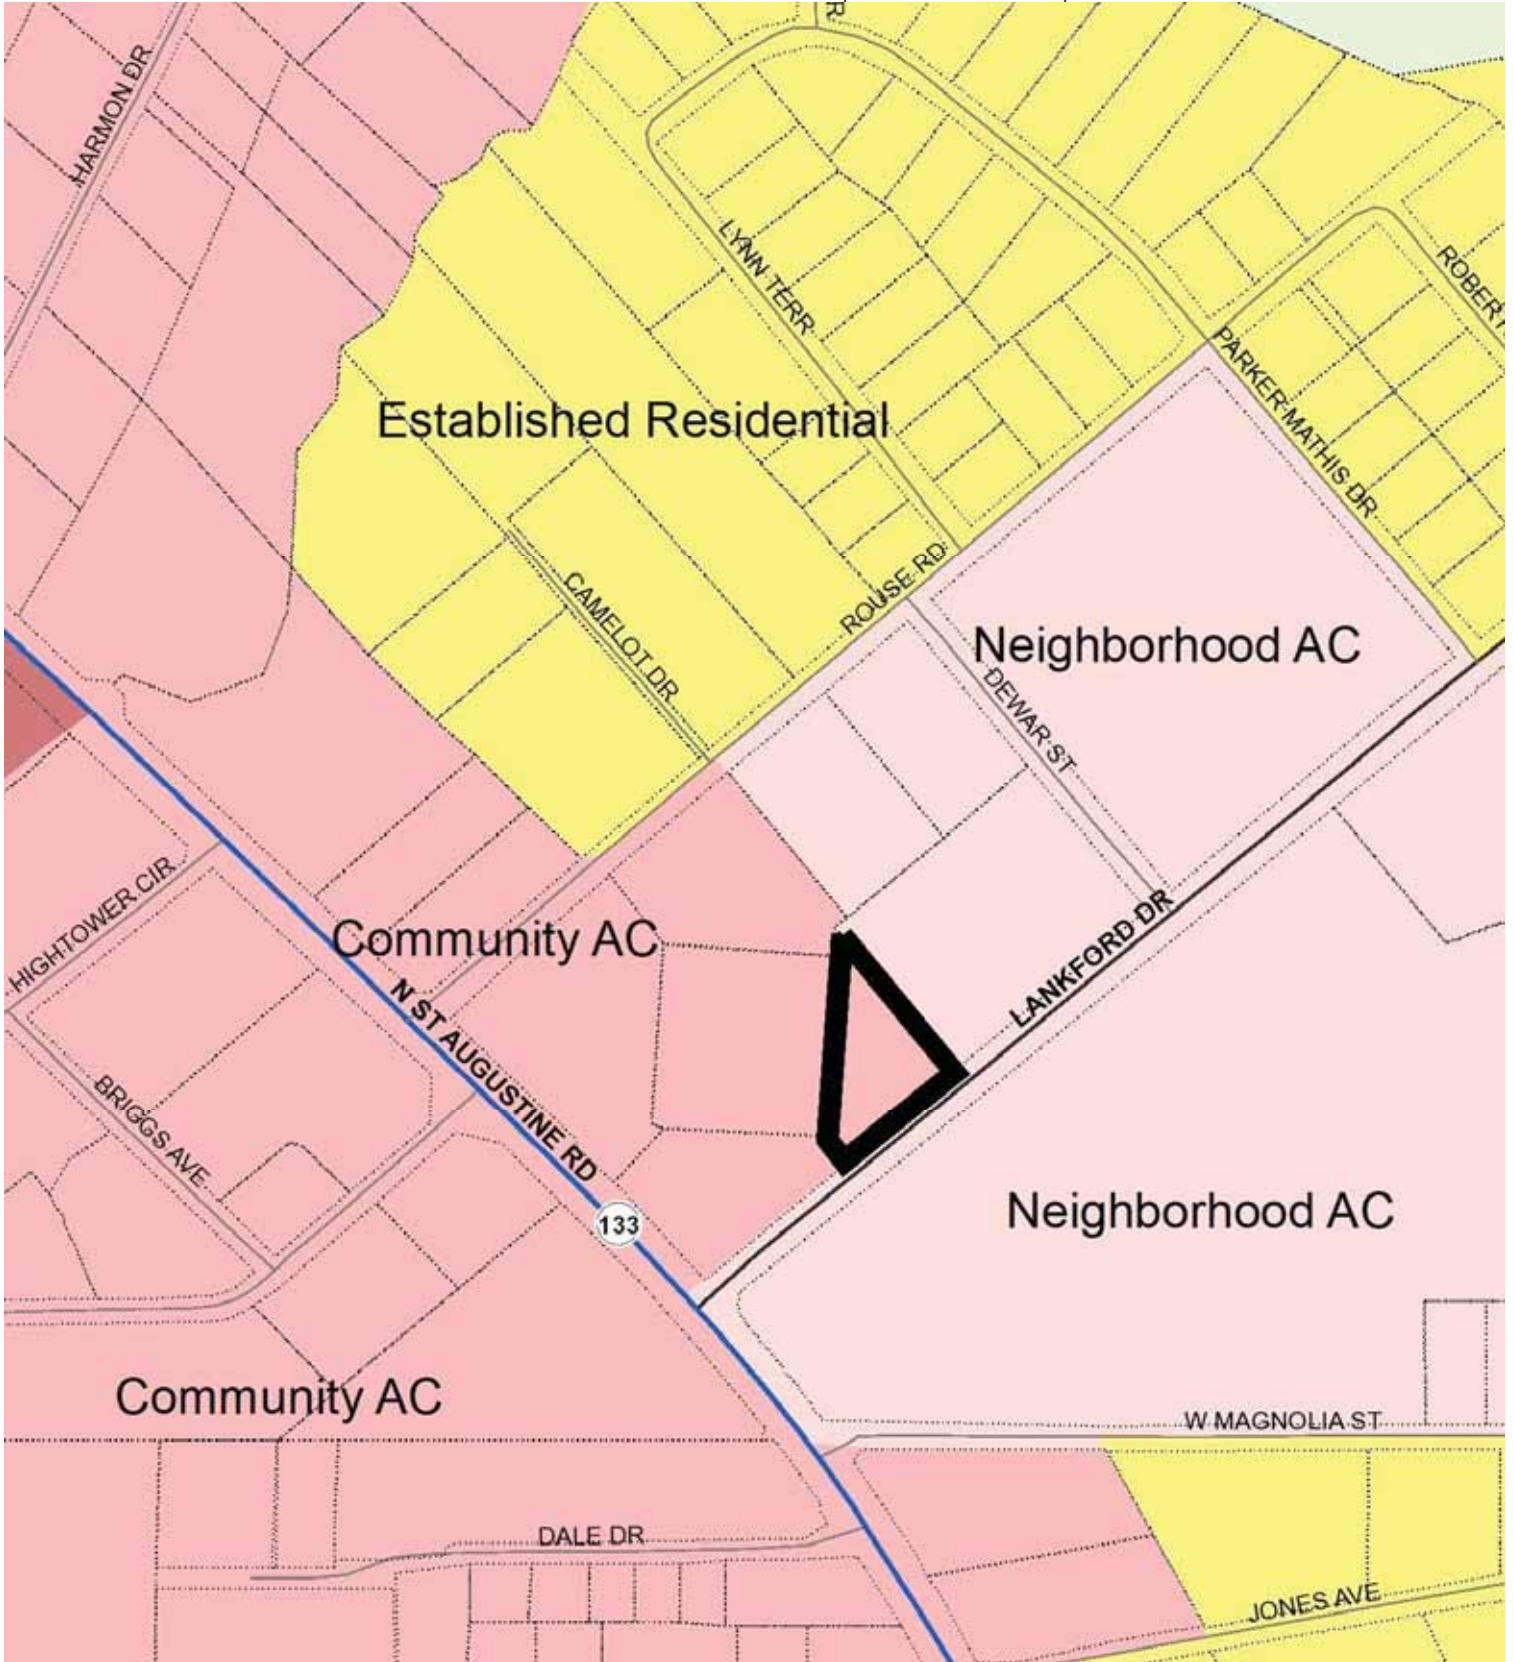 R
HARMON DR
LYNN TERR
ROBERT
PARKER MATHIS DR
Established Residential
ROUSE RD
CAMELOT DR
Neighborhood AC
DEWAR ST
HIGHTOWER CIR
Community AC
LANKFORD DR
N ST AUGUSTINE RD
BRIGGS AVE
133
Neighborhood AC
Community AC
W MAGNOLIA ST
DALE DR
JONES AVE